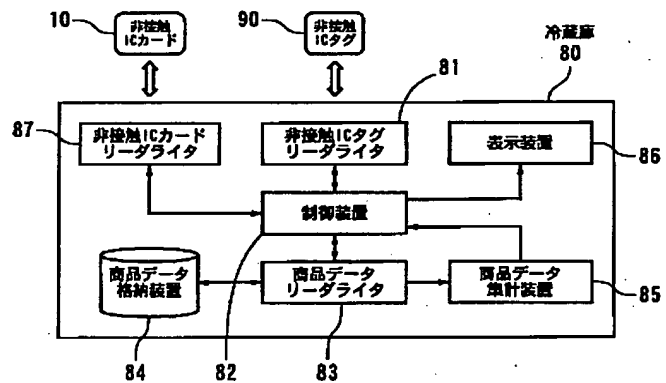 10
非接触
ICカード
90
非接触
ICタグ
冷蔵庫
80
81
87
非接触ICカード
リーダライタ
非接触ICタグ
リーダライタ
表示装置
86
制御装置
商品データ
格納装置
商品データ
リーダライタ
商品データ
集計装置
85
84
82
83